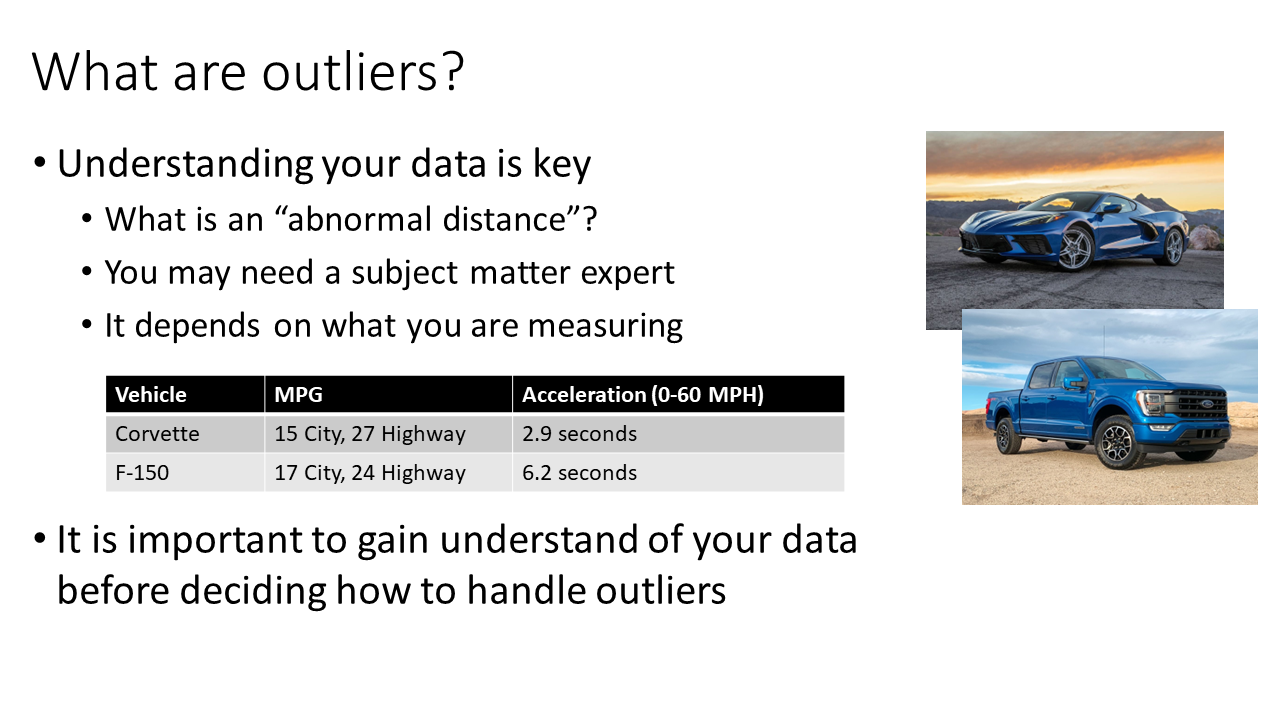 What are outliers?
• Understanding your data is key
• What is an “abnormal distance”?
• You may need a subject matter expert
• It depends on what you are measuring
Vehicle MPG Acceleration (0-60 MPH)
Corvette 15 City, 27 Highway 2.9 seconds
F-150 17 City, 24 Highway 6.2 seconds
• It is important to gain understand of your data
before deciding how to handle outliers